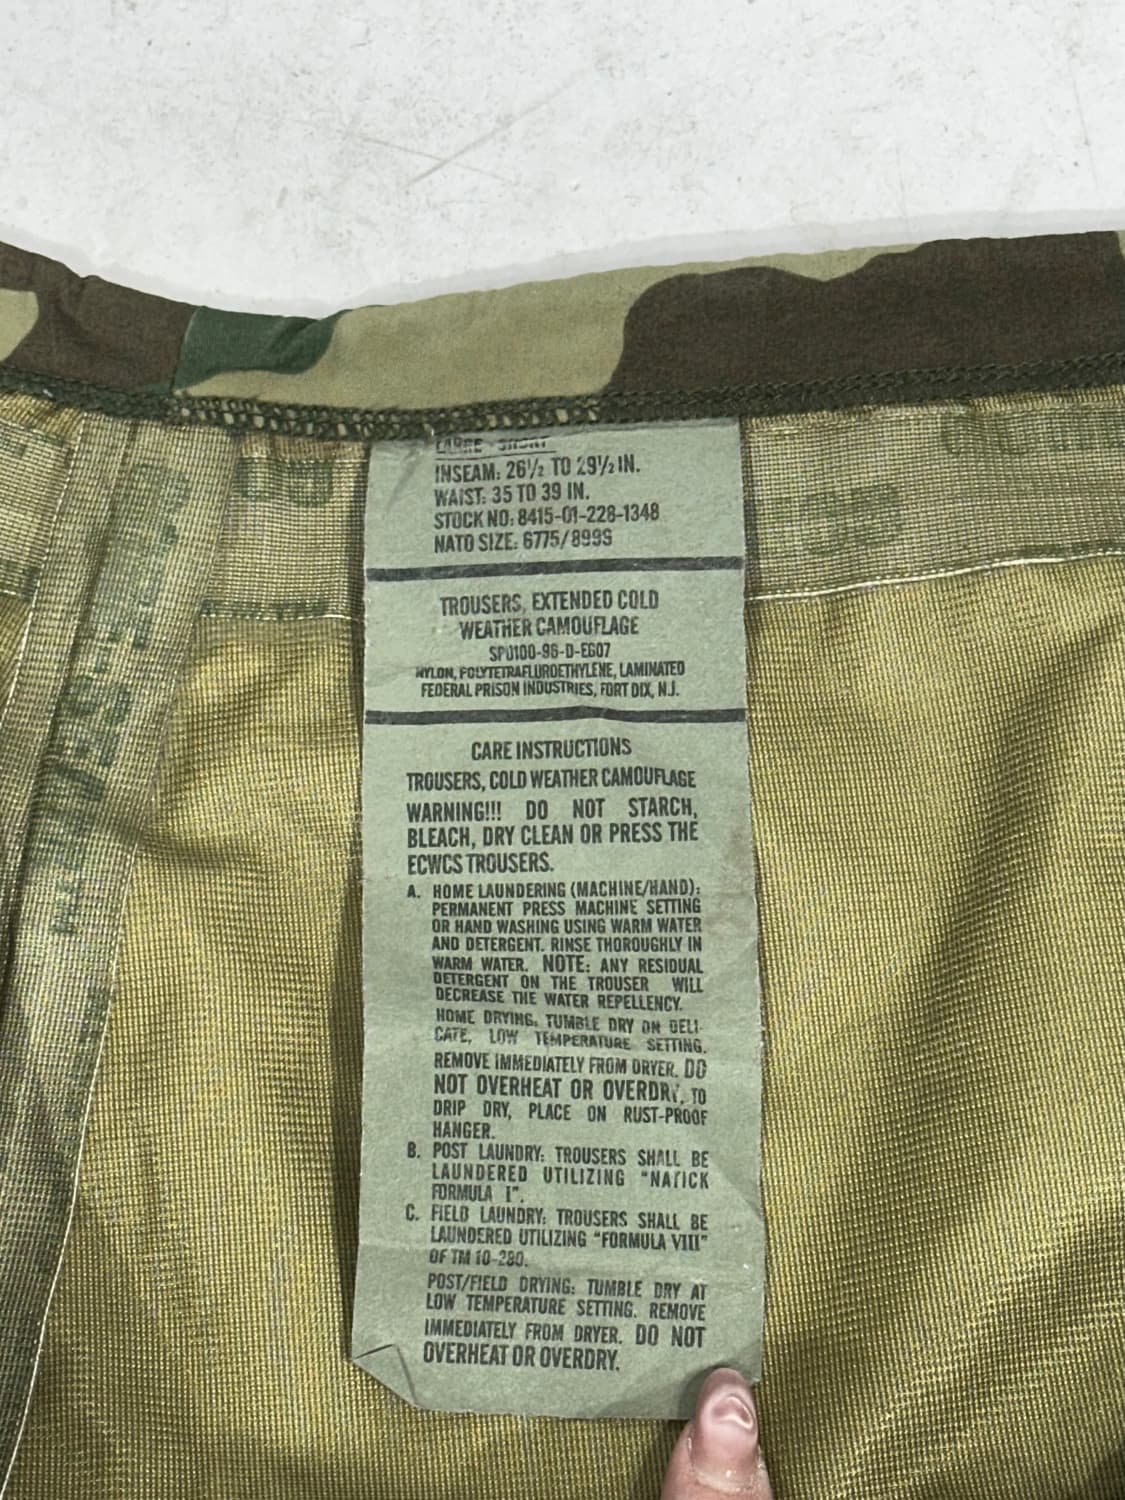 LARGE - SHORT
INSEAM: 26½ TO 29½ IN.
WAIST: 35 TO 39 IN.
STOCK NO: 8415-01-228-1348
NATO SIZE: 6775/8999
TROUSERS, EXTENDED COLD
WEATHER CAMOUFLAGE
SP0100-96-D-EG07
NYLON, POLYTETRAFLUROETHYLENE, LAMINATED
FEDERAL PRISON INDUSTRIES, FORT DIX, N.J.
CARE INSTRUCTIONS
TROUSERS, COLD WEATHER CAMOUFLAGE
WARNING!!! DO NOT STARCH,
BLEACH, DRY CLEAN OR PRESS THE
ECWCS TROUSERS.
A. HOME LAUNDERING (MACHINE/HAND):
PERMANENT PRESS MACHINE SETTING
OR HAND WASHING USING WARM WATER
AND DETERGENT. RINSE THOROUGHLY IN
WARM WATER. NOTE: ANY RESIDUAL
DETERGENT ON THE TROUSER WILL
DECREASE THE WATER REPELLENCY.
HOME DRYING: TUMBLE DRY ON DELI-
CATE, LOW TEMPERATURE SETTING.
REMOVE IMMEDIATELY FROM DRYER. DO
NOT OVERHEAT OR OVERDRY, TO
DRIP DRY, PLACE ON RUST-PROOF
HANGER.
B. POST LAUNDRY: TROUSERS SHALL BE
LAUNDERED UTILIZING "NATICK
FORMULA I".
C. FIELD LAUNDRY: TROUSERS SHALL BE
LAUNDERED UTILIZING "FORMULA VIII"
OF TM 10-280.
POST/FIELD DRYING: TUMBLE DRY AT
LOW TEMPERATURE SETTING. REMOVE
IMMEDIATELY FROM DRYER. DO NOT
OVERHEAT OR OVERDRY.